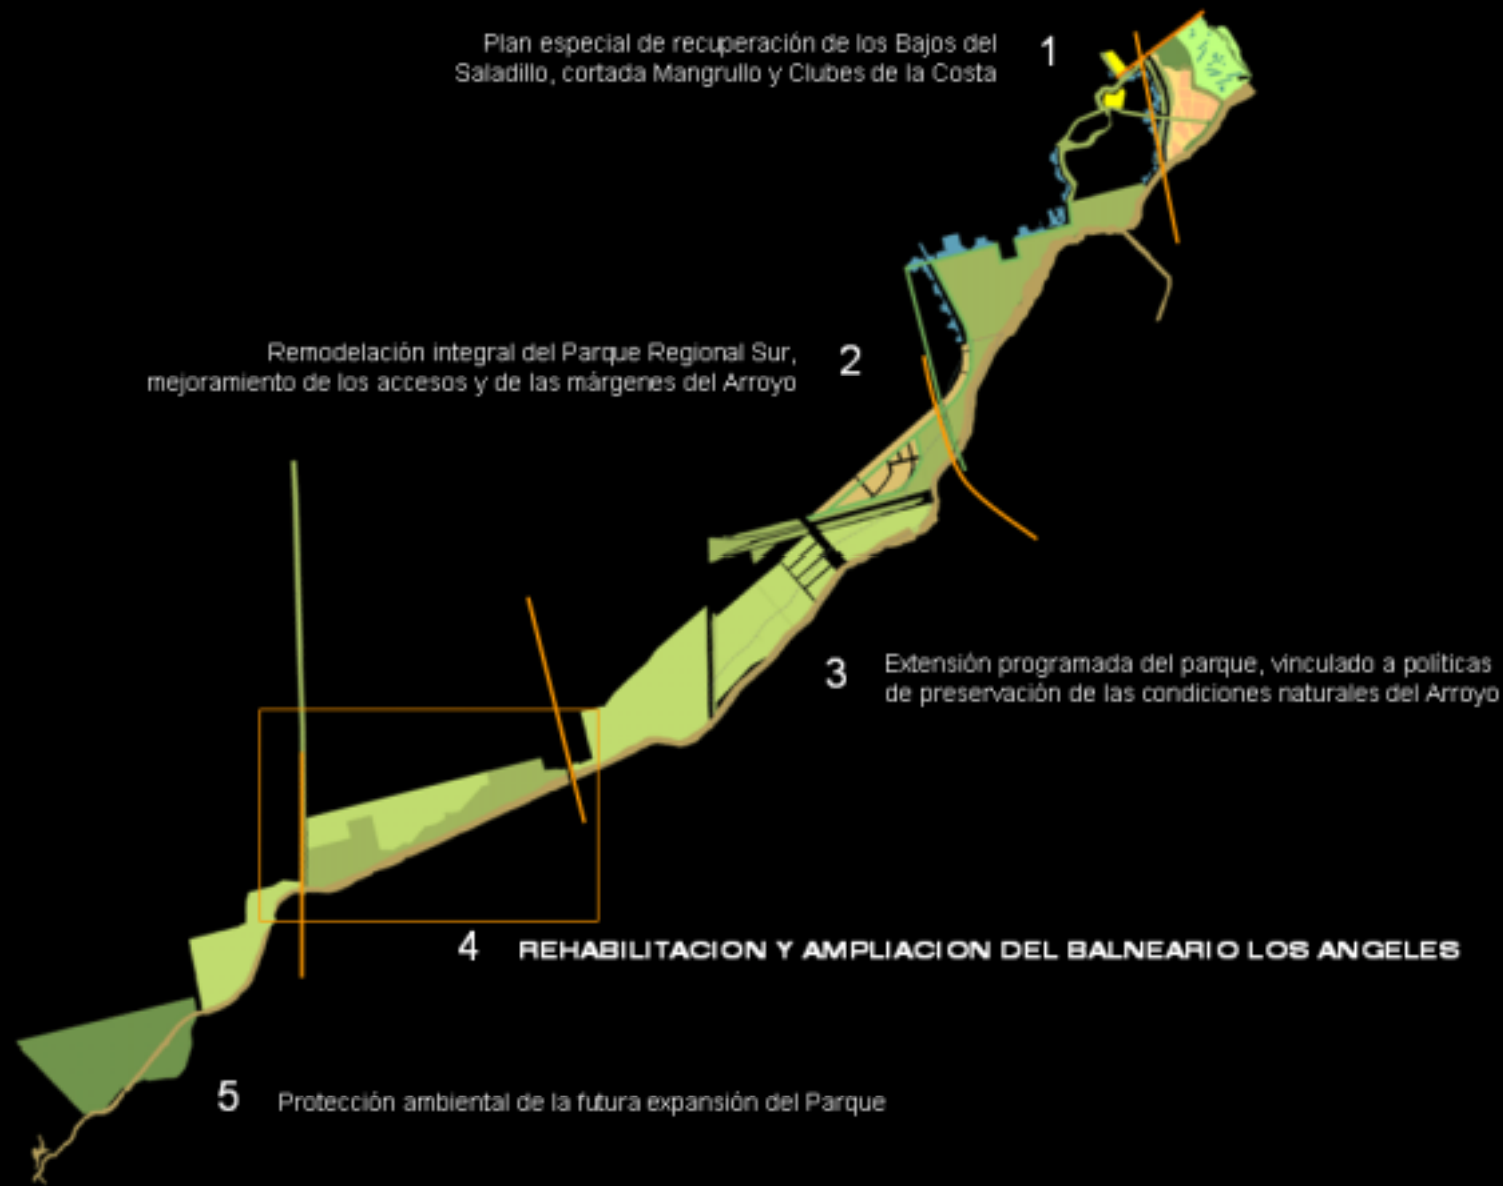 Plan especial de recuperación de los Bajos del
Saladillo, cortada Mangrullo y Clubes de la Costa
1
Remodelación integral del Parque Regional Sur,
mejoramiento de los accesos y de las márgenes del Arroyo
2
3
Extensión programada del parque, vinculado a políticas
de preservación de las condiciones naturales del Arroyo
4 REHABILITACION Y AMPLIACION DEL BALNEARIO LOS ANGELES
5 Protección ambiental de la futura expansión del Parque